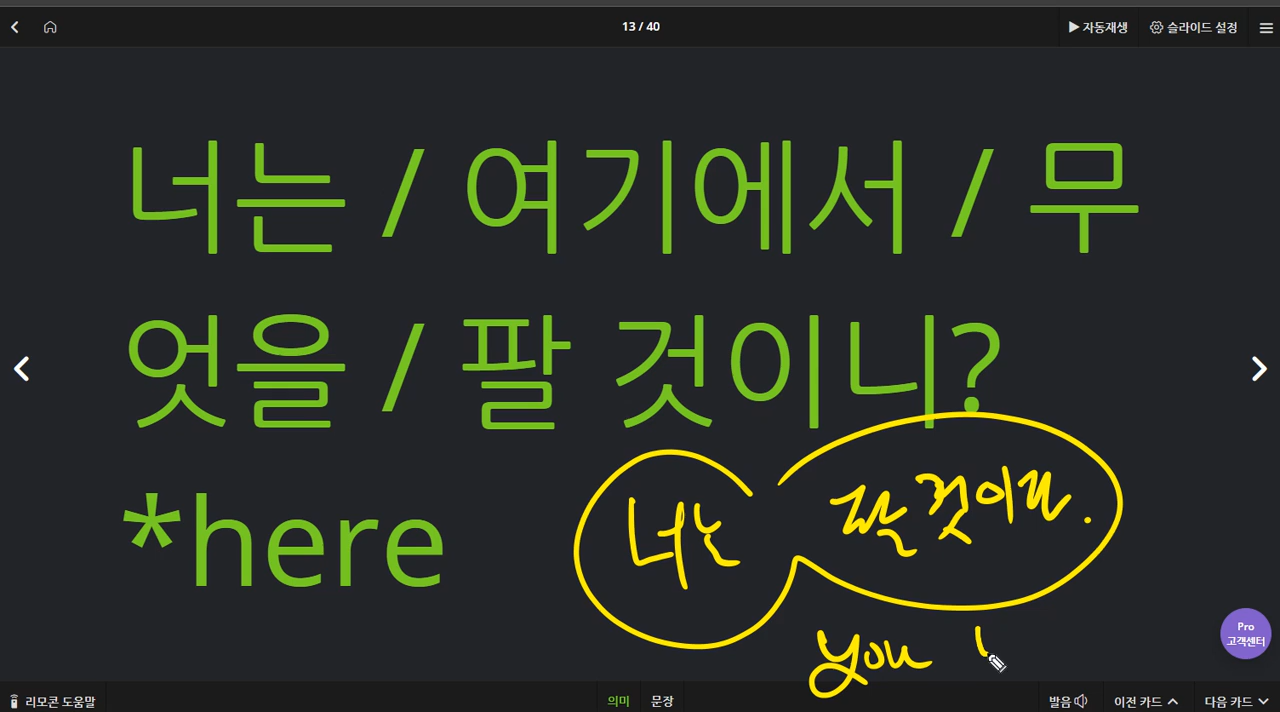 13 / 40
자동재생
슬라이드 설정
너는 / 여기에서 / 무
엇을 / 팔 것이니?
*here
너는
팔 것이다.
you
Pro
고객센터
리모콘 도움말
의미
문장
발음
이전 카드
다음 카드